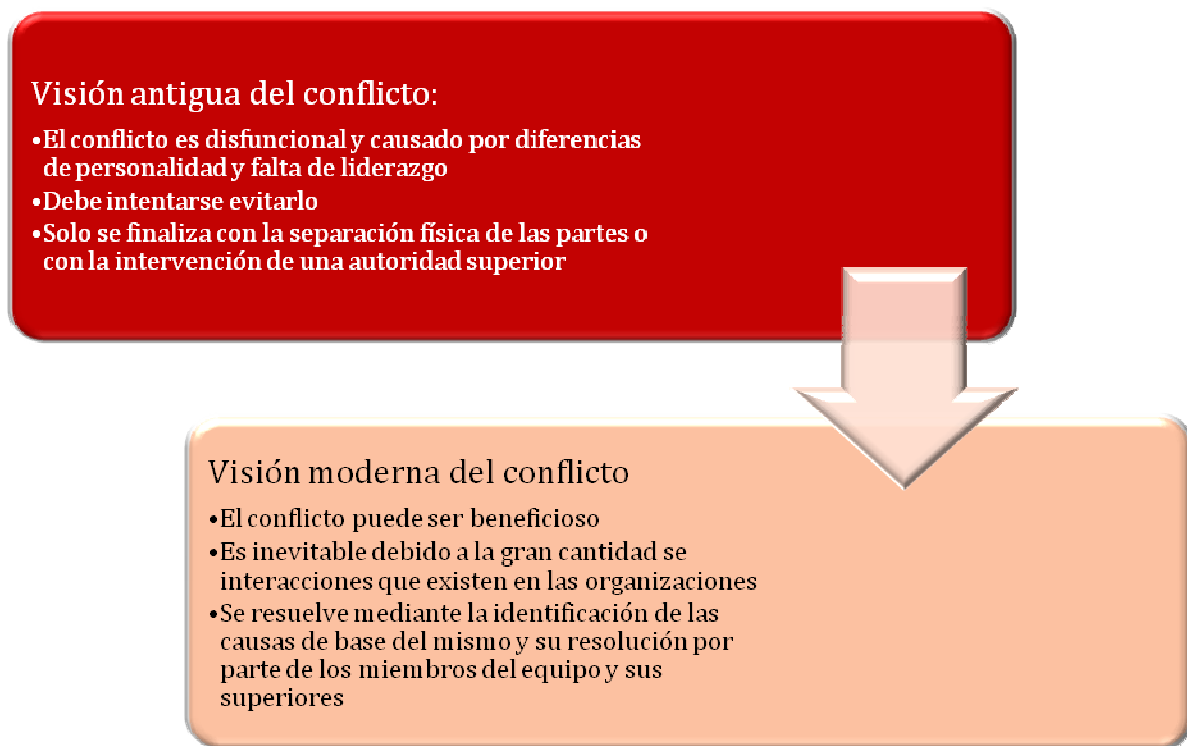 Visión antigua del conflicto:
•El conflicto es disfuncional y causado por diferencias
de personalidad y falta de liderazgo
•Debe intentarse evitarlo
•Solo se finaliza con la separación física de las partes o
con la intervención de una autoridad superior
Visión moderna del conflicto
•El conflicto puede ser beneficioso
•Es inevitable debido a la gran cantidad se
interacciones que existen en las organizaciones
•Se resuelve mediante la identificación de las
causas de base del mismo y su resolución por
parte de los miembros del equipo y sus
superiores